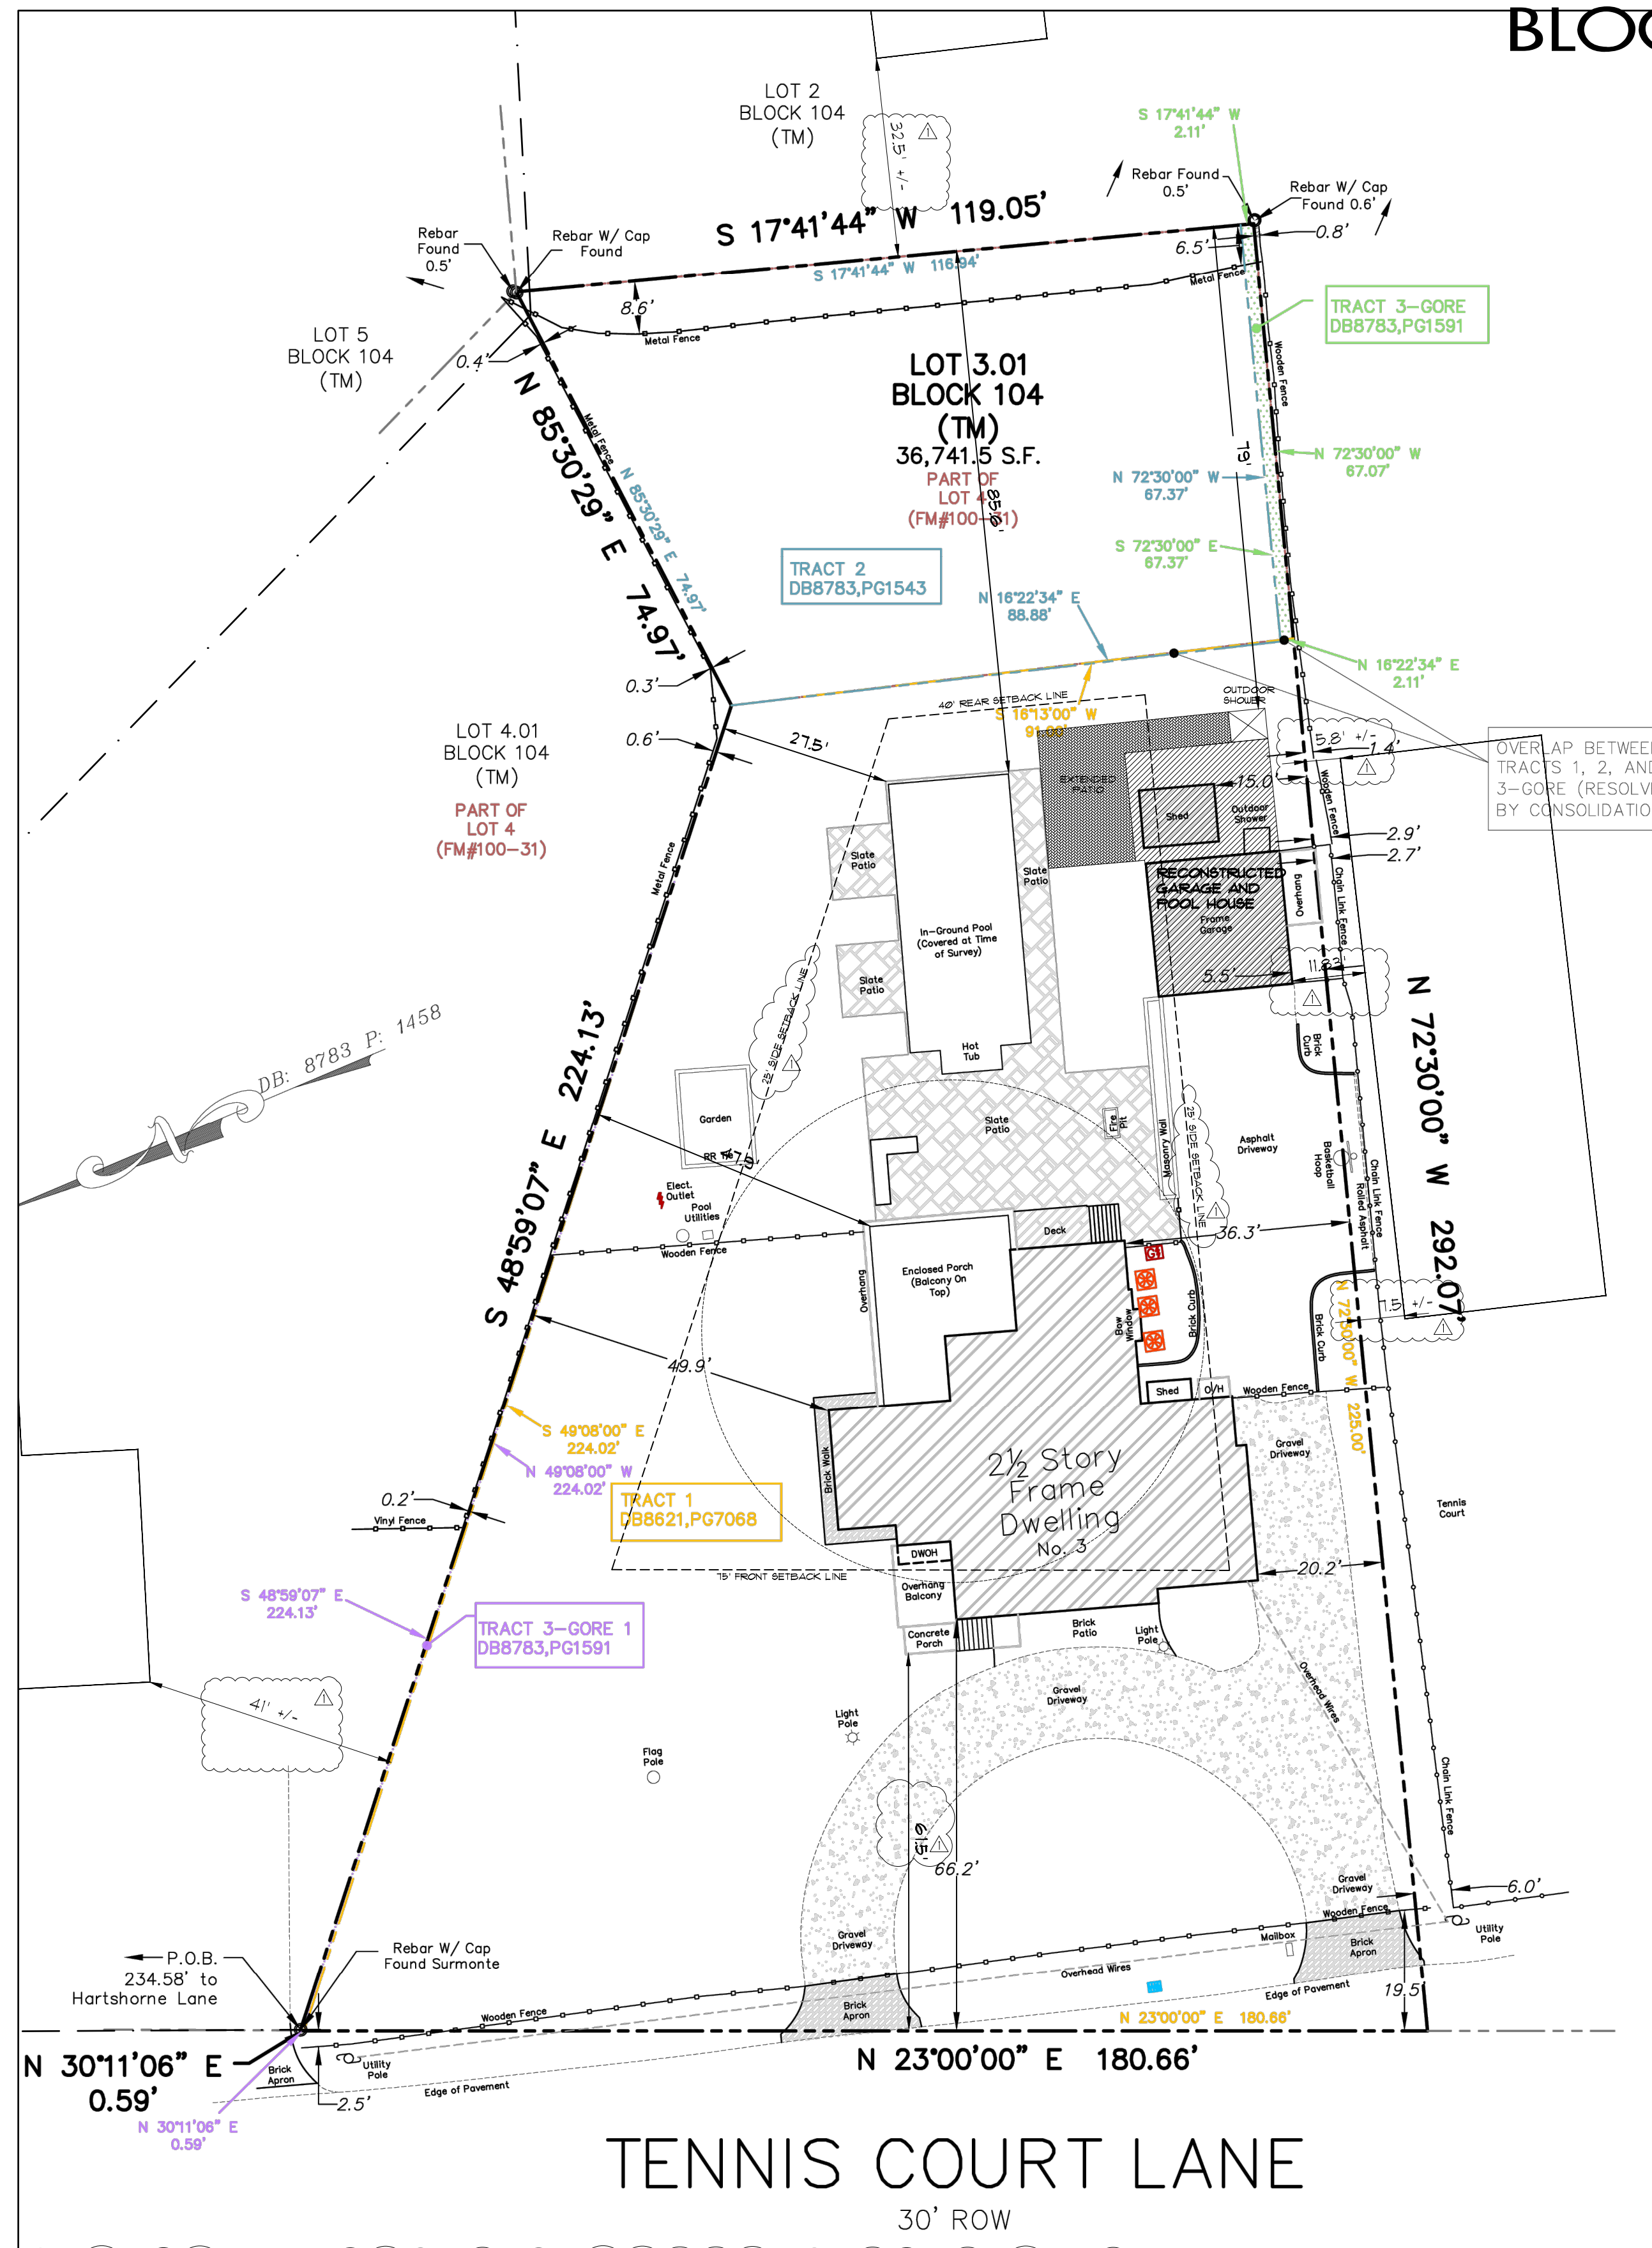 BLOC
LOT 2
BLOCK 104
(TM)
32.5' +/-
S 17°41'44" W
2.11'
Rebar Found
0.5'
Rebar W/ Cap
Found 0.6'
0.8'
6.5'
S 17°41'44" W 119.05'
S 17°41'44" W 116.94'
Rebar
Found
0.5'
Rebar W/ Cap
Found
8.6'
Metal Fence
Metal Fence
LOT 5
BLOCK 104
(TM)
0.4'
TRACT 3-GORE
DB8783,PG1591
Wooden Fence
LOT 3.01
BLOCK 104
(TM)
36,741.5 S.F.
PART OF
LOT 4
(FM#100-31)
85.6'
79'
N 85°30'29" E 74.97'
Metal Fence
N 85°30'29" E 74.97'
N 72°30'00" W
67.07'
N 72°30'00" W
67.37'
S 72°30'00" E
67.37'
TRACT 2
DB8783,PG1543
N 16°22'34" E
88.88'
N 16°22'34" E
2.11'
0.3'
40' REAR SETBACK LINE
S 16°13'00" W
91.00'
OUTDOOR
SHOWER
LOT 4.01
BLOCK 104
(TM)
PART OF
LOT 4
(FM#100-31)
0.6'
27.5'
5.8' +/-
1.4'
OVERLAP BETWEEN
TRACTS 1, 2, AND
3-GORE (RESOLVE
BY CONSOLIDATIO
EXTENDED
PATIO
15.0'
Shed
Outdoor
Shower
Wooden Fence
2.9'
2.7'
Metal Fence
Slate
Patio
Slate
Patio
RECONSTRUCTED
GARAGE AND
POOL HOUSE
Frame
Garage
Overhang
Chain Link Fence
In-Ground Pool
(Covered at Time
of Survey)
5.5'
Slate
Patio
25' SIDE SETBACK LINE
DB: 8783 P: 1458
Hot
Tub
Brick
Curb
N 72°30'00" W 292.07'
Garden
RR Tie
Slate
Patio
Fire
Pit
Masonry Wall
25' SIDE SETBACK LINE
Asphalt
Driveway
Basketball
Hoop
Rolled Asphalt
Chain Link Fence
S 48°59'07" E 224.13'
Elect.
Outlet
Pool
Utilities
Wooden Fence
Deck
36.3'
Enclosed Porch
(Balcony On
Top)
Overhang
Bow
Window
Brick Curb
7.5' +/-
Brick Curb
N 72°30'00" W 225.00'
49.9'
Shed
O/H
Wooden Fence
S 49°08'00" E
224.02'
N 49°08'00" W
224.02'
Brick Walk
2½ Story
Frame
Dwelling
No. 3
Gravel
Driveway
TRACT 1
DB8621,PG7068
0.2'
Vinyl Fence
Tennis
Court
DWOH
75' FRONT SETBACK LINE
20.2'
Overhang
Balcony
S 48°59'07" E
224.13'
TRACT 3-GORE 1
DB8783,PG1591
Concrete
Porch
Brick
Patio
Light
Pole
Overhead Wires
Gravel
Driveway
41' +/-
Light
Pole
Flag
Pole
Chain Link Fence
61.5'
66.2'
Gravel
Driveway
6.0'
Wooden Fence
Utility
Pole
Mailbox
Brick
Apron
Gravel
Driveway
Overhead Wires
Edge of Pavement
19.5'
P.O.B.
234.58' to
Hartshorne Lane
Rebar W/ Cap
Found Surmonte
Wooden Fence
Brick
Apron
N 23°00'00" E 180.66'
N 30°11'06" E
0.59'
Brick
Apron
Utility
Pole
Edge of Pavement
2.5'
N 23°00'00" E 180.66'
N 30°11'06" E
0.59'
TENNIS COURT LANE
30' ROW